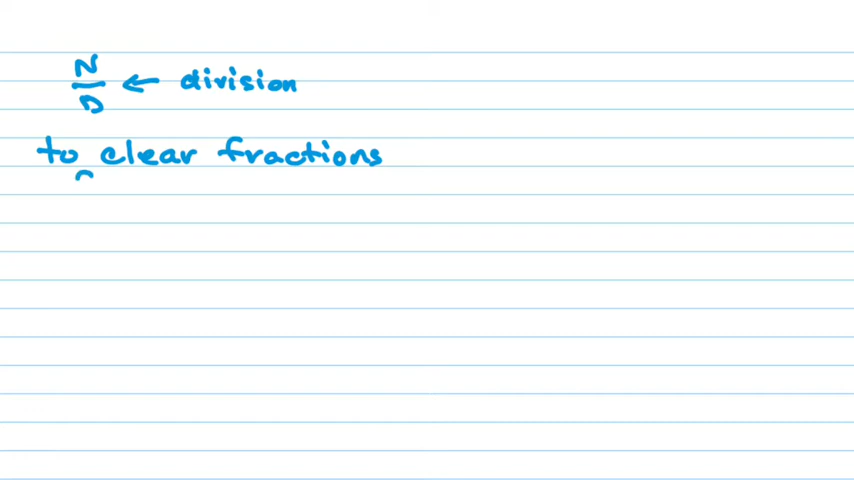 N
D ← division
to clear fractions